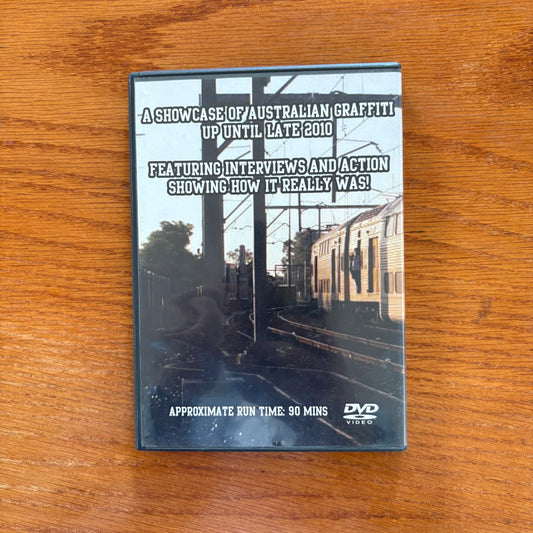 A SHOWCASE OF AUSTRALIAN GRAFFITI
UP UNTIL LATE 2010
FEATURING INTERVIEWS AND ACTION
SHOWING HOW IT REALLY WAS!
APPROXIMATE RUN TIME: 90 MINS
DVD
VIDEO